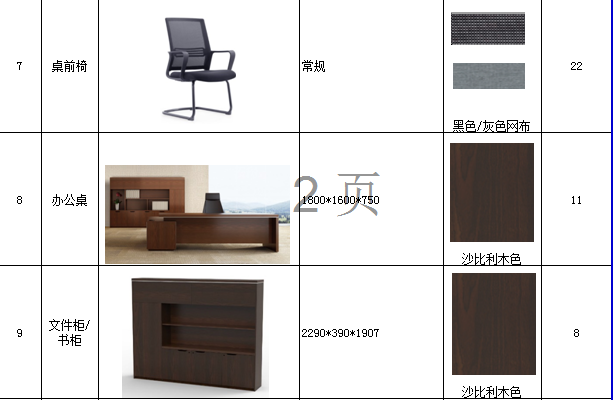 7 桌前椅 常规 黑色/灰色网布 22
2 页
8 办公桌 1800*1600*750 沙比利木色 11
9 文件柜/
书柜 2290*390*1907 沙比利木色 8